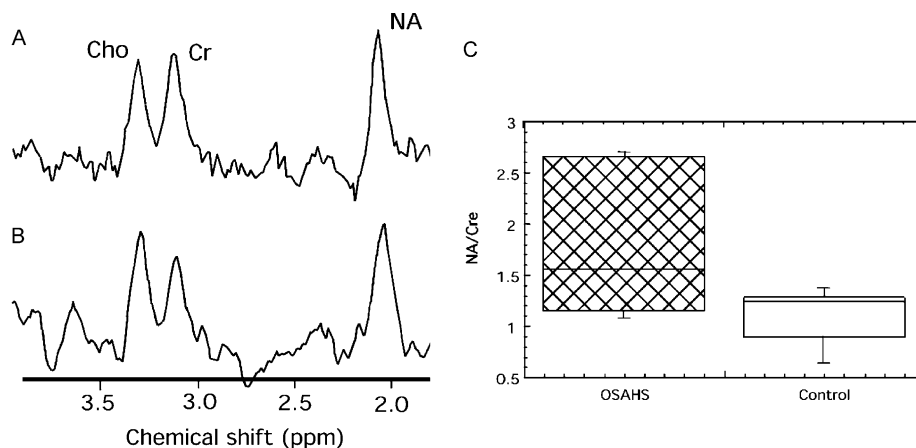 A
Cho
Cr
NA
B
3.5
3.0
2.5
2.0
Chemical shift (ppm)
C
3
2.5
2
1.5
1
0.5
NA/Cre
OSAHS
Control